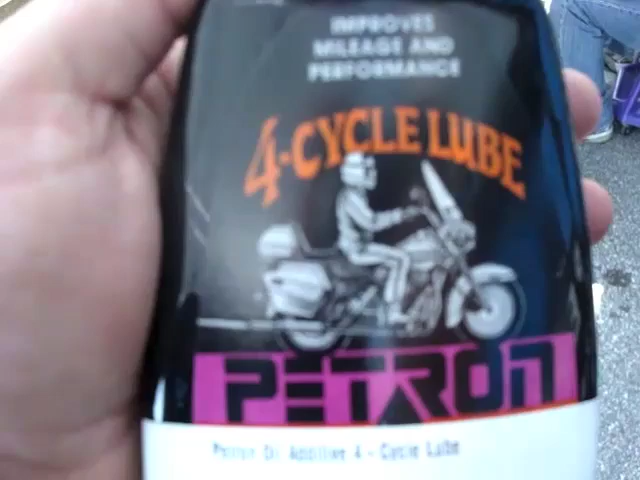 IMPROVES
MILEAGE AND
PERFORMANCE
4-CYCLE LUBE
PETRON
Petron Oil Additive 4 - Cycle Lube